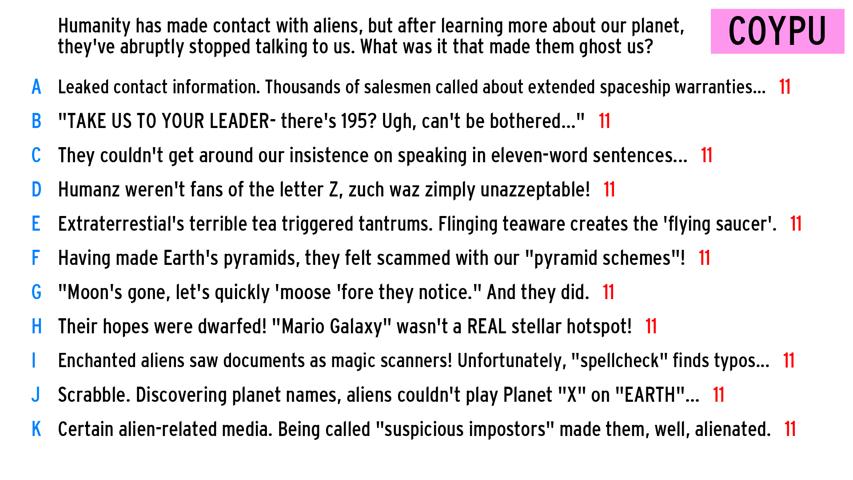 Humanity has made contact with aliens, but after learning more about our planet,
they've abruptly stopped talking to us. What was it that made them ghost us?
COYPU
A Leaked contact information. Thousands of salesmen called about extended spaceship warranties... 11
B "TAKE US TO YOUR LEADER- there's 195? Ugh, can't be bothered..." 11
C They couldn't get around our insistence on speaking in eleven-word sentences... 11
D Humanz weren't fans of the letter Z, zuch waz zimply unazzeptable! 11
E Extraterrestial's terrible tea triggered tantrums. Flinging teaware creates the 'flying saucer'. 11
F Having made Earth's pyramids, they felt scammed with our "pyramid schemes"! 11
G "Moon's gone, let's quickly 'moose 'fore they notice." And they did. 11
H Their hopes were dwarfed! "Mario Galaxy" wasn't a REAL stellar hotspot! 11
I Enchanted aliens saw documents as magic scanners! Unfortunately, "spellcheck" finds typos... 11
J Scrabble. Discovering planet names, aliens couldn't play Planet "X" on "EARTH"... 11
K Certain alien-related media. Being called "suspicious impostors" made them, well, alienated. 11